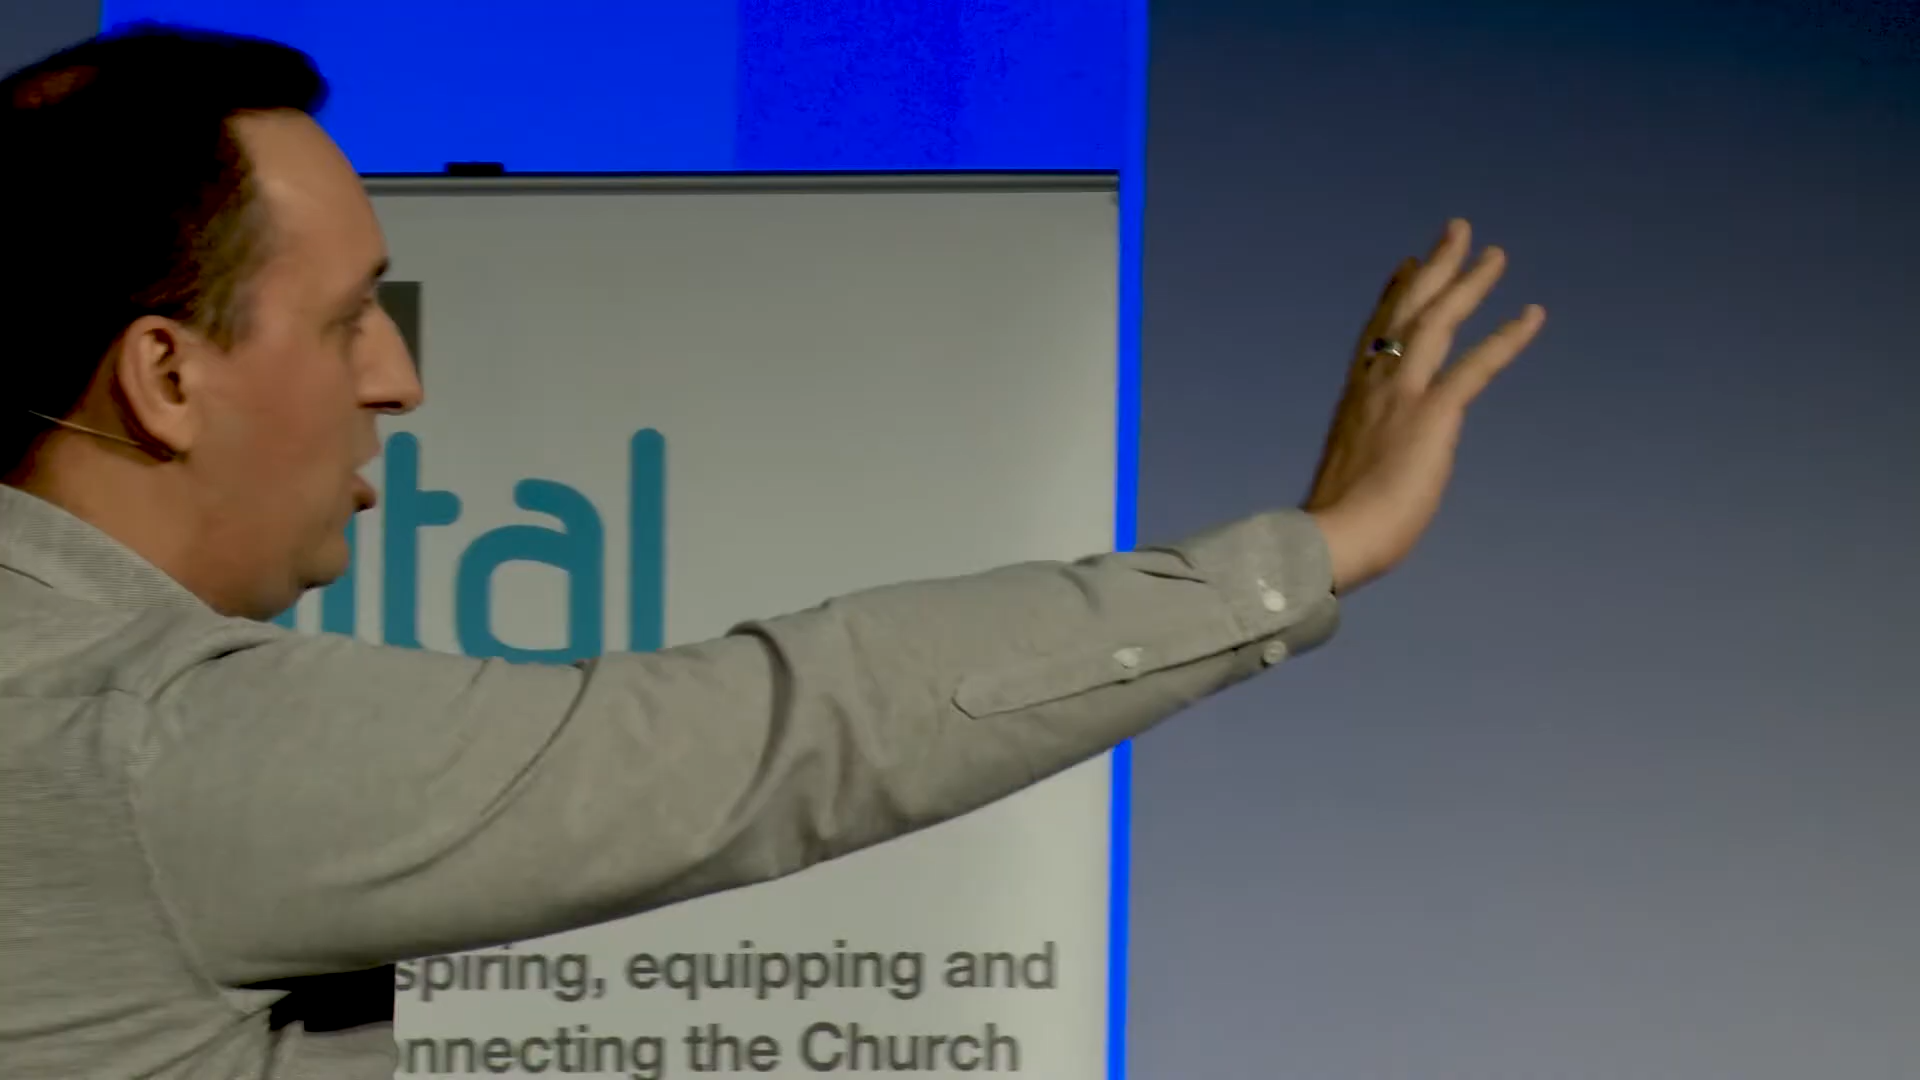 ital
spiring, equipping and
nnecting the Church